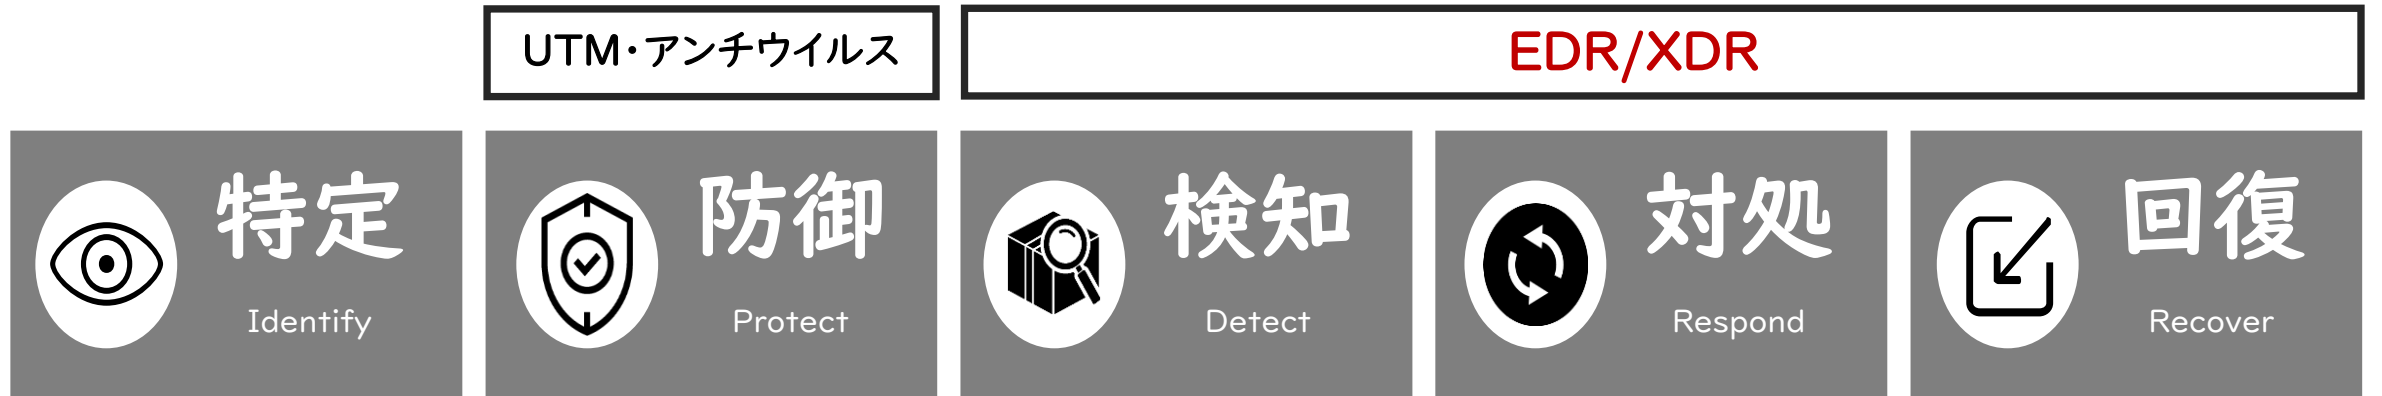 UTM・アンチウイルス
EDR/XDR
特定
Identify
防御
Protect
検知
Detect
対処
Respond
回復
Recover